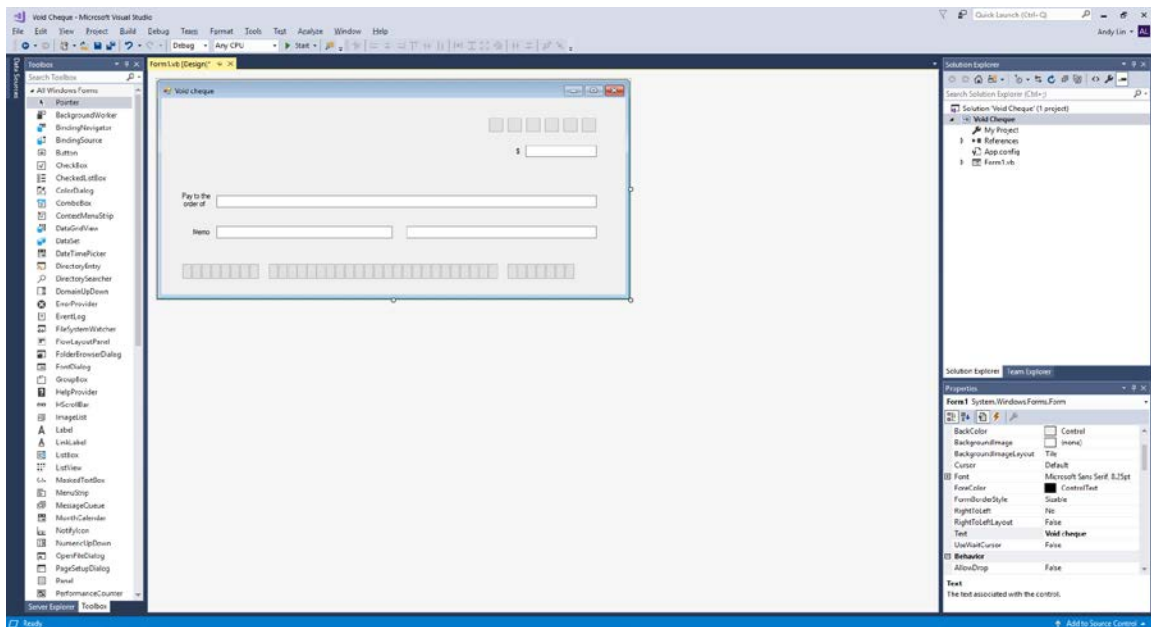 Void Cheque - Microsoft Visual Studio
Quick Launch (Ctrl+Q)
File Edit View Project Build Debug Team Format Tools Test Analyze Window Help
Andy Lin
AL
Debug Any CPU Start
Data Sources
Toolbox
Search Toolbox
All Windows Forms
Pointer
BackgroundWorker
BindingNavigator
BindingSource
Button
CheckBox
CheckedListBox
ColorDialog
ComboBox
ContextMenuStrip
DataGridView
DataSet
DateTimePicker
DirectoryEntry
DirectorySearcher
DomainUpDown
ErrorProvider
EventLog
FileSystemWatcher
FlowLayoutPanel
FolderBrowserDialog
FontDialog
GroupBox
HelpProvider
HScrollBar
ImageList
Label
LinkLabel
ListBox
ListView
MaskedTextBox
MenuStrip
MessageQueue
MonthCalendar
NotifyIcon
NumericUpDown
OpenFileDialog
PageSetupDialog
Panel
PerformanceCounter
Server Explorer Toolbox
Form1.vb [Design]*
Void cheque
$
Pay to the
order of
Memo
Solution Explorer
Search Solution Explorer (Ctrl+;)
Solution 'Void Cheque' (1 project)
Void Cheque
My Project
References
App.config
Form1.vb
Solution Explorer Team Explorer
Properties
Form1 System.Windows.Forms.Form
BackColor Control
BackgroundImage (none)
BackgroundImageLayout Tile
Cursor Default
Font Microsoft Sans Serif, 8.25pt
ForeColor ControlText
FormBorderStyle Sizable
RightToLeft No
RightToLeftLayout False
Text Void cheque
UseWaitCursor False
Behavior
AllowDrop False
Text
The text associated with the control.
Ready
Add to Source Control